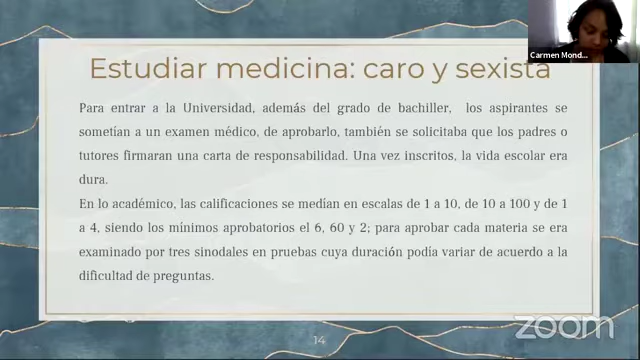 Carmen Mond...
Estudiar medicina: caro y sexista
Para entrar a la Universidad, además del grado de bachiller, los aspirantes se
sometían a un examen médico, de aprobarlo, también se solicitaba que los padres o
tutores firmaran una carta de responsabilidad. Una vez inscritos, la vida escolar era
dura.
En lo académico, las calificaciones se medían en escalas de 1 a 10, de 10 a 100 y de 1
a 4, siendo los mínimos aprobatorios el 6, 60 y 2; para aprobar cada materia se era
examinado por tres sinodales en pruebas cuya duración podía variar de acuerdo a la
dificultad de preguntas.
14
zoom